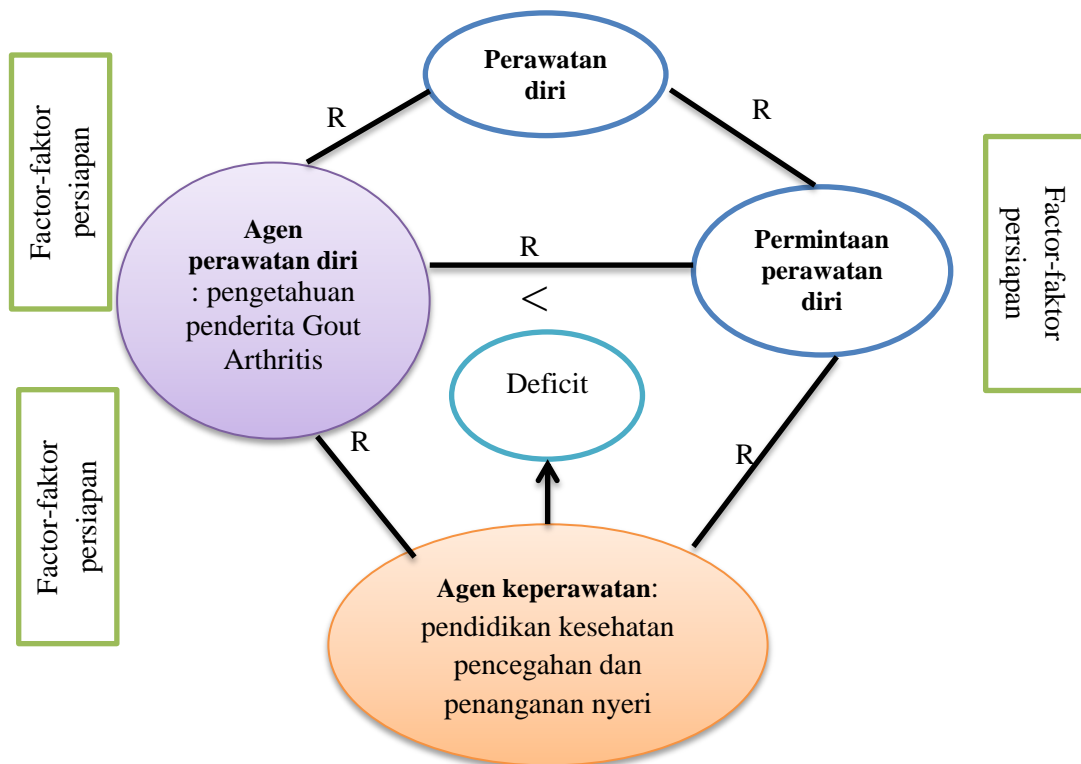 Perawatan
diri
Factor-faktor
persiapan
R
R
Agen
perawatan diri
: pengetahuan
penderita Gout
Arthritis
R
<
Permintaan
perawatan
diri
Factor-faktor
persiapan
Deficit
Factor-faktor
persiapan
R
R
Agen keperawatan:
pendidikan kesehatan
pencegahan dan
penanganan nyeri